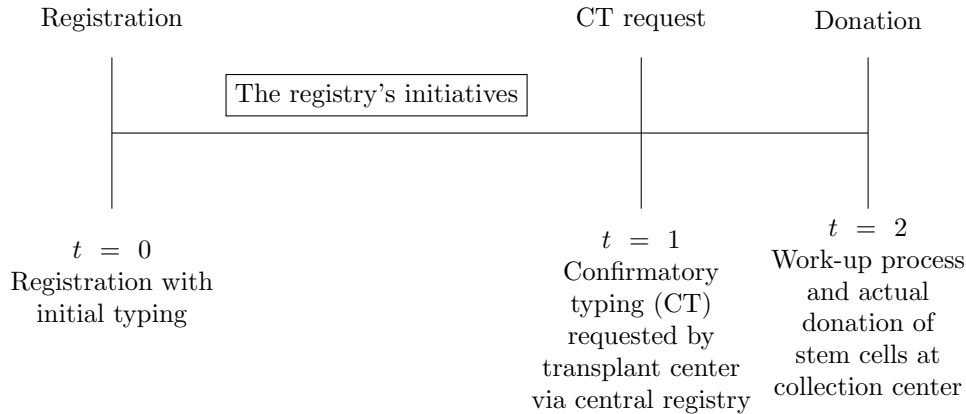 Registration
CT request
Donation
The registry's initiatives
t = 0
Registration with
initial typing
t = 1
Confirmatory
typing (CT)
requested by
transplant center
via central registry
t = 2
Work-up process
and actual
donation of
stem cells at
collection center